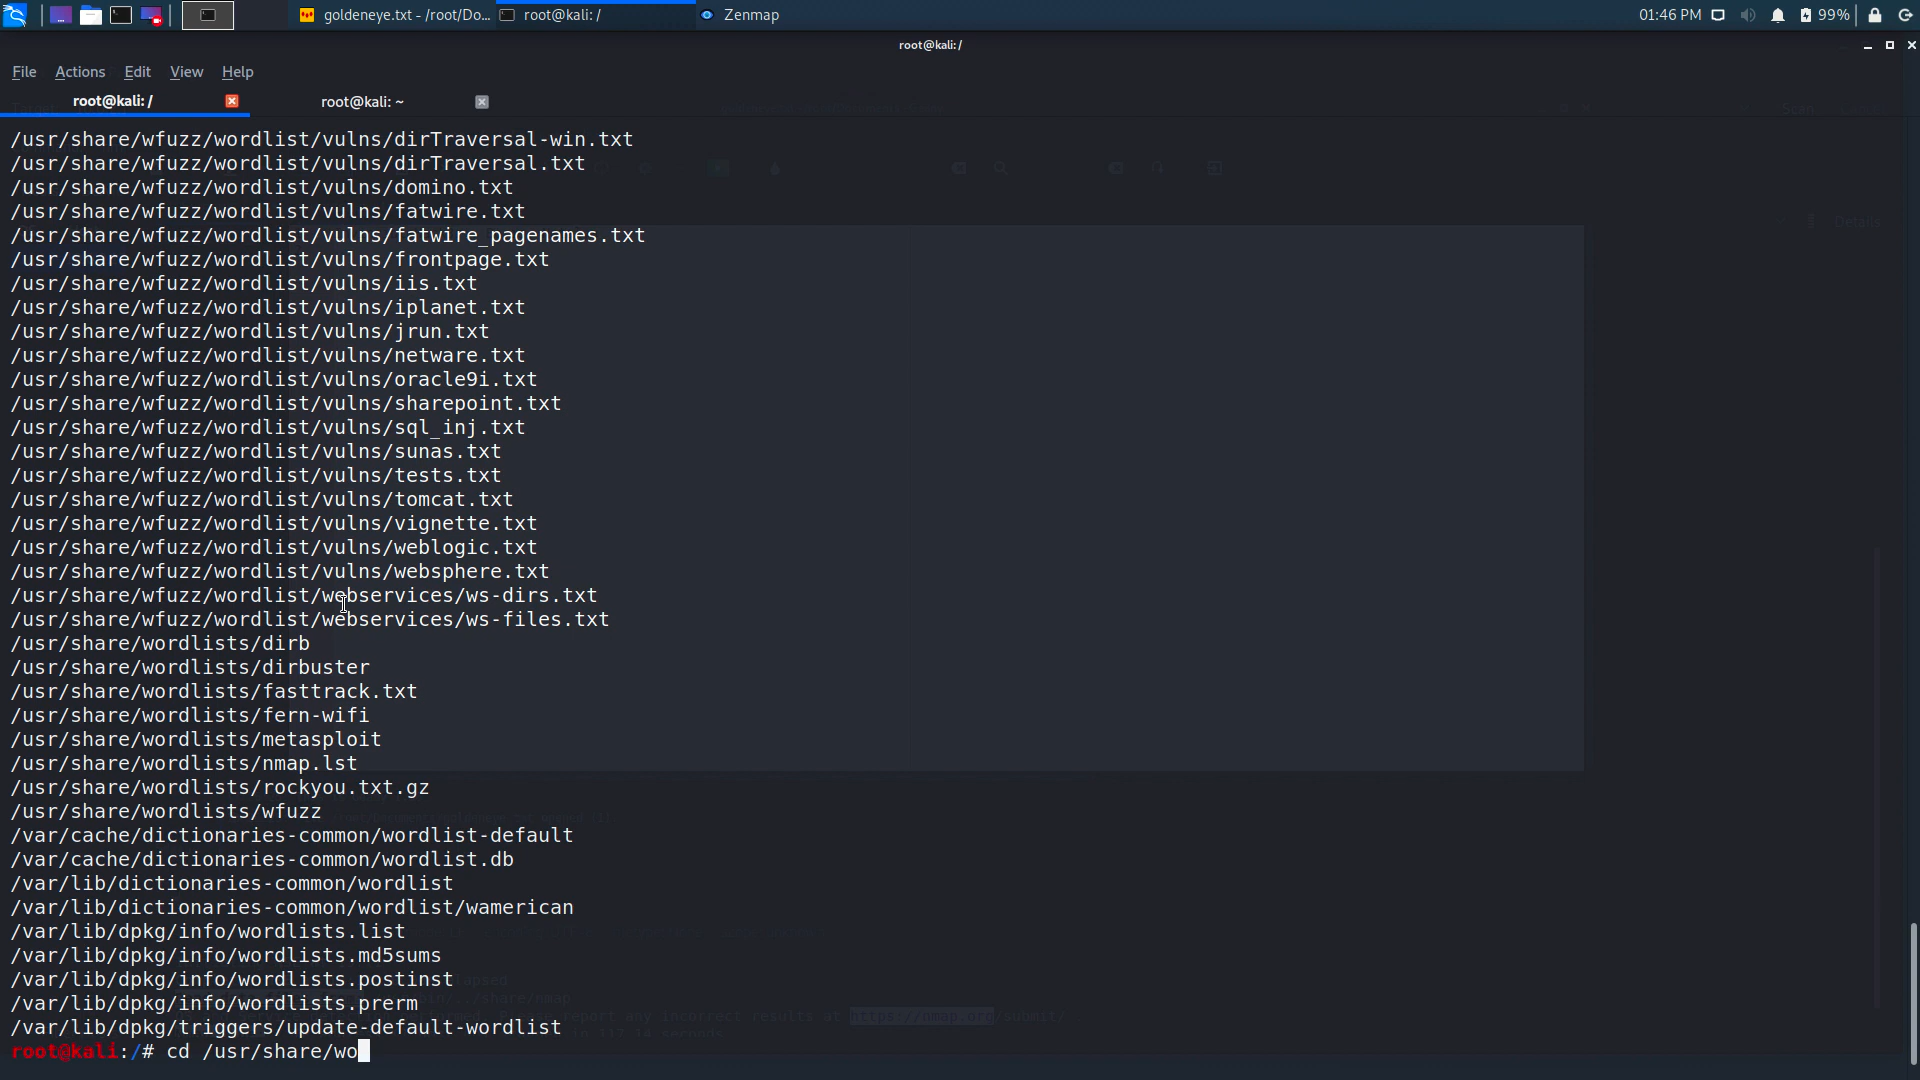 goldeneye.txt - /root/Do...
root@kali: /
Zenmap
01:46 PM
99%
root@kali: /
File Actions Edit View Help
root@kali: /
root@kali: ~
/usr/share/wfuzz/wordlist/vulns/dirTraversal-win.txt
/usr/share/wfuzz/wordlist/vulns/dirTraversal.txt
/usr/share/wfuzz/wordlist/vulns/domino.txt
/usr/share/wfuzz/wordlist/vulns/fatwire.txt
/usr/share/wfuzz/wordlist/vulns/fatwire_pagenames.txt
/usr/share/wfuzz/wordlist/vulns/frontpage.txt
/usr/share/wfuzz/wordlist/vulns/iis.txt
/usr/share/wfuzz/wordlist/vulns/iplanet.txt
/usr/share/wfuzz/wordlist/vulns/jrun.txt
/usr/share/wfuzz/wordlist/vulns/netware.txt
/usr/share/wfuzz/wordlist/vulns/oracle9i.txt
/usr/share/wfuzz/wordlist/vulns/sharepoint.txt
/usr/share/wfuzz/wordlist/vulns/sql_inj.txt
/usr/share/wfuzz/wordlist/vulns/sunas.txt
/usr/share/wfuzz/wordlist/vulns/tests.txt
/usr/share/wfuzz/wordlist/vulns/tomcat.txt
/usr/share/wfuzz/wordlist/vulns/vignette.txt
/usr/share/wfuzz/wordlist/vulns/weblogic.txt
/usr/share/wfuzz/wordlist/vulns/websphere.txt
/usr/share/wfuzz/wordlist/webservices/ws-dirs.txt
/usr/share/wfuzz/wordlist/webservices/ws-files.txt
/usr/share/wordlists/dirb
/usr/share/wordlists/dirbuster
/usr/share/wordlists/fasttrack.txt
/usr/share/wordlists/fern-wifi
/usr/share/wordlists/metasploit
/usr/share/wordlists/nmap.lst
/usr/share/wordlists/rockyou.txt.gz
/usr/share/wordlists/wfuzz
/var/cache/dictionaries-common/wordlist-default
/var/cache/dictionaries-common/wordlist.db
/var/lib/dictionaries-common/wordlist
/var/lib/dictionaries-common/wordlist/wamerican
/var/lib/dpkg/info/wordlists.list
/var/lib/dpkg/info/wordlists.md5sums
/var/lib/dpkg/info/wordlists.postinst
/var/lib/dpkg/info/wordlists.prerm
/var/lib/dpkg/triggers/update-default-wordlist
root@kali:/# cd /usr/share/wo